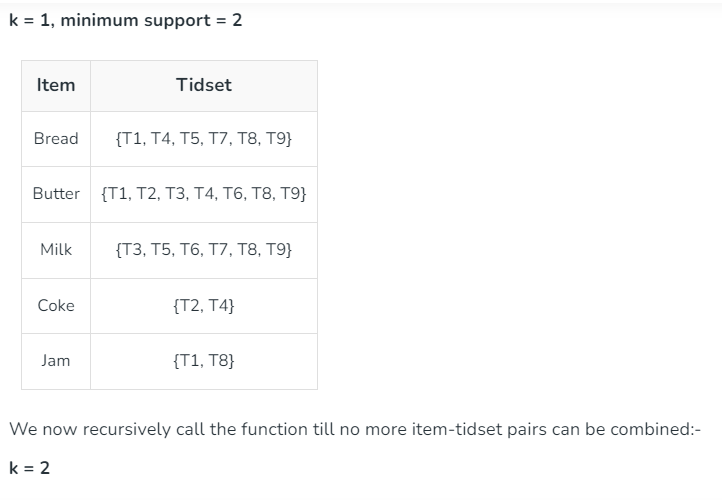 k = 1, minimum support = 2
Item Tidset
Bread {T1, T4, T5, T7, T8, T9}
Butter {T1, T2, T3, T4, T6, T8, T9}
Milk {T3, T5, T6, T7, T8, T9}
Coke {T2, T4}
Jam {T1, T8}
We now recursively call the function till no more item-tidset pairs can be combined:-
k = 2